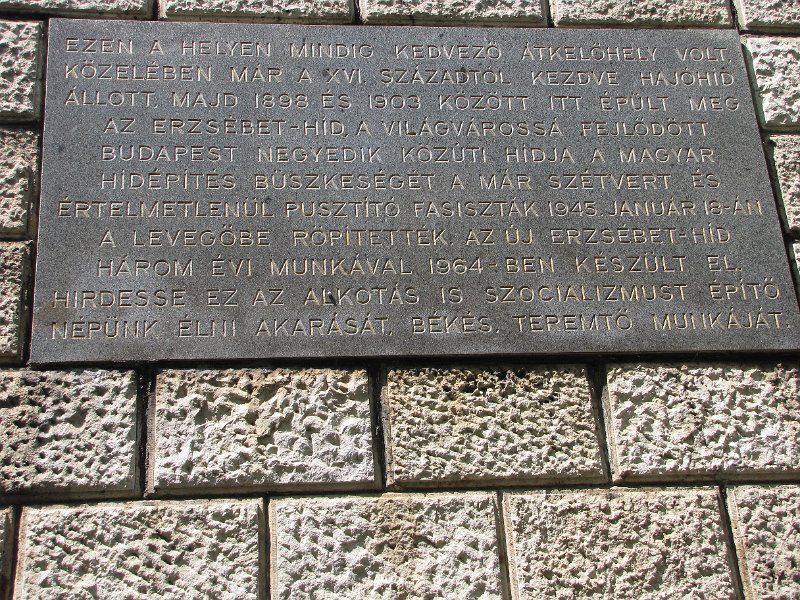 EZEN A HELYEN MINDIG KEDVEZŐ ÁTKELŐHELY VOLT,
KÖZELÉBEN MÁR A XVI. SZÁZADTÓL KEZDVE HAJÓHÍD
ÁLLOTT, MAJD 1898 ÉS 1903 KÖZÖTT ITT ÉPÜLT MEG
AZ ERZSÉBET-HÍD, A VILÁGVÁROSSÁ FEJLŐDÖTT
BUDAPEST NEGYEDIK KÖZÚTI HÍDJA A MAGYAR
HÍDÉPÍTÉS BÜSZKESÉGÉT A MÁR SZÉTVERT ÉS
ÉRTELMETLENÜL PUSZTÍTÓ FASISZTÁK 1945. JANUÁR 18-ÁN
A LEVEGŐBE RÖPÍTETTÉK. AZ ÚJ ERZSÉBET-HÍD
HÁROM ÉVI MUNKÁVAL 1964-BEN KÉSZÜLT EL.
HIRDESSE EZ AZ ALKOTÁS IS SZOCIALIZMUST ÉPÍTŐ
NÉPÜNK ÉLNI AKARÁSÁT, BÉKÉS, TEREMTŐ MUNKÁJÁT.